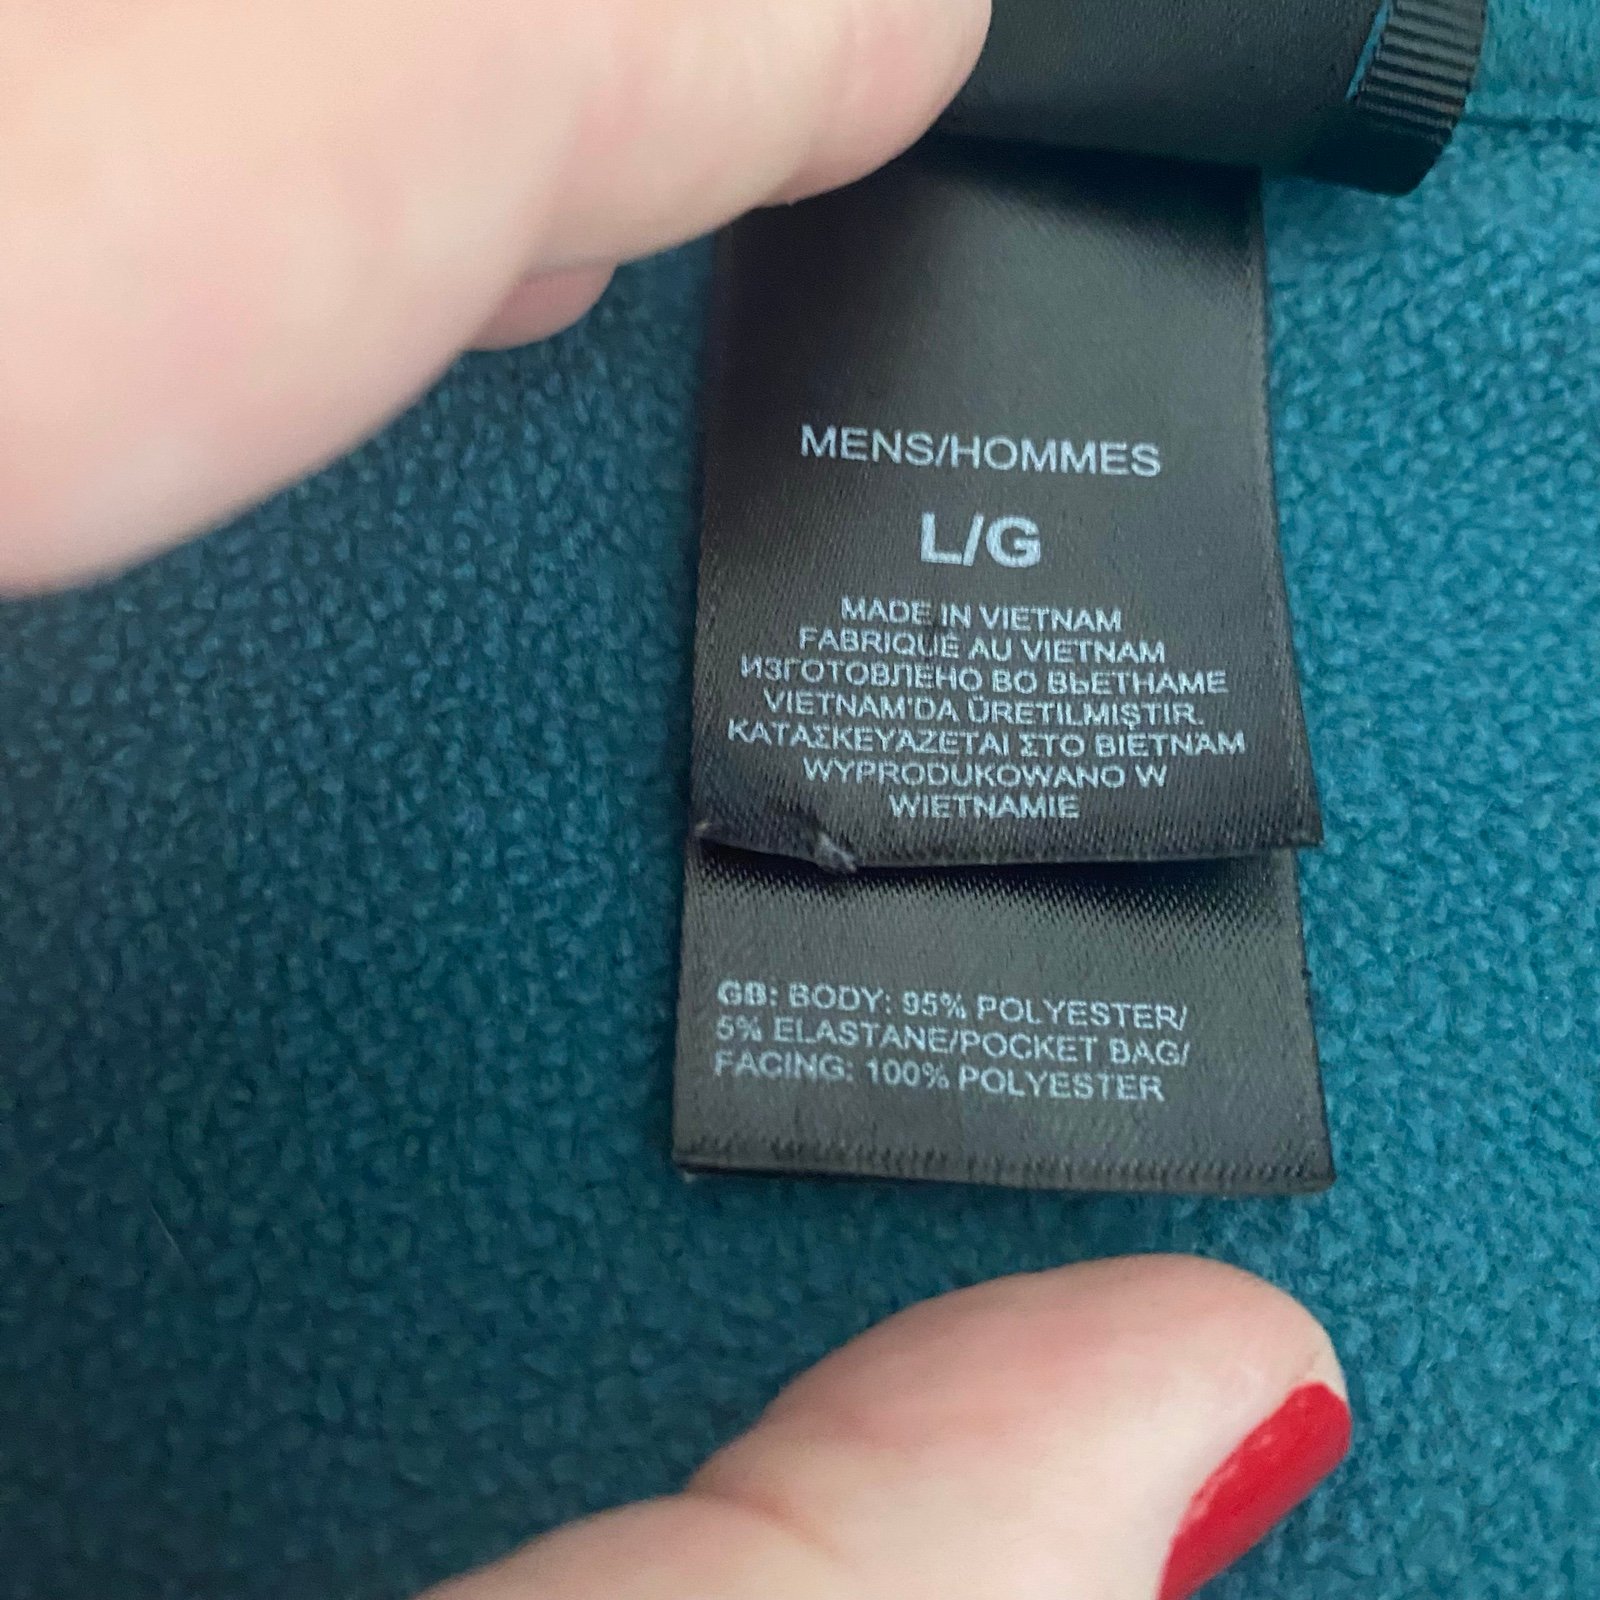 MENS/HOMMES
L/G
MADE IN VIETNAM
FABRIQUÉ AU VIETNAM
ИЗГОТОВЛЕНО ВО ВЬЕТНАМЕ
VIETNAM'DA ÜRETILMIŞTIR.
ΚΑΤΑΣΚΕΥΑΖΕΤΑΙ ΣΤΟ ΒΙΕΤΝΑΜ
WYPRODUKOWANO W
WIETNAMIE
GB: BODY: 95% POLYESTER/
5% ELASTANE/POCKET BAG/
FACING: 100% POLYESTER